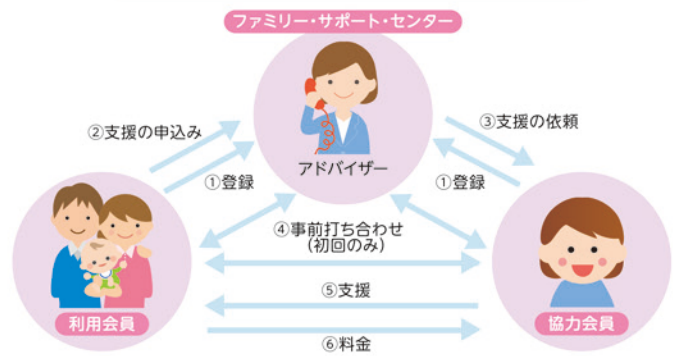 ファミリー・サポート・センター
②支援の申込み
③支援の依頼
アドバイザー
①登録
①登録
④事前打ち合わせ
(初回のみ)
⑤支援
利用会員
協力会員
⑥料金